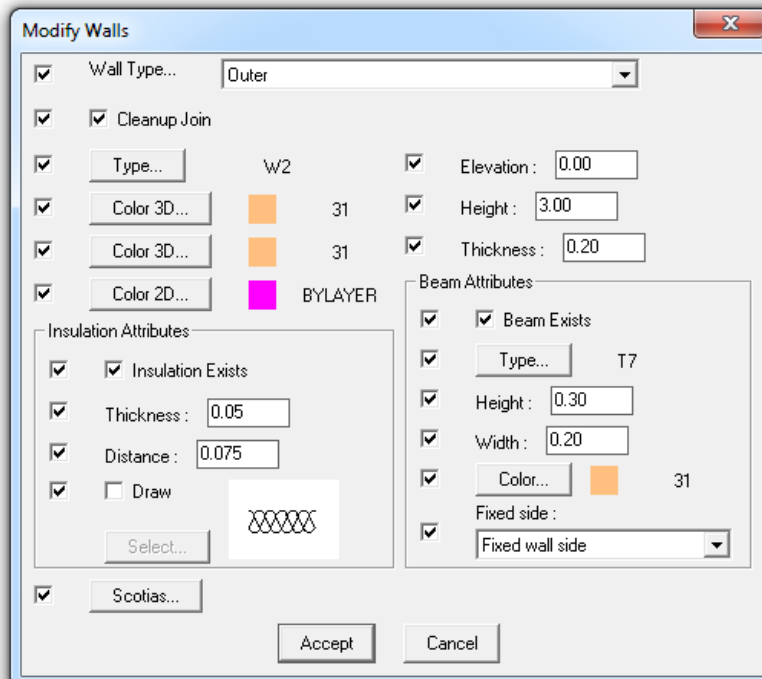 Modify Walls
Wall Type... Outer
Cleanup Join
Type... W2
Color 3D... 31
Color 3D... 31
Color 2D... BYLAYER
Elevation : 0.00
Height : 3.00
Thickness : 0.20
Insulation Attributes
Insulation Exists
Thickness : 0.05
Distance : 0.075
Draw
Select...
Beam Attributes
Beam Exists
Type... T7
Height : 0.30
Width : 0.20
Color... 31
Fixed side :
Fixed wall side
Scotias...
Accept Cancel